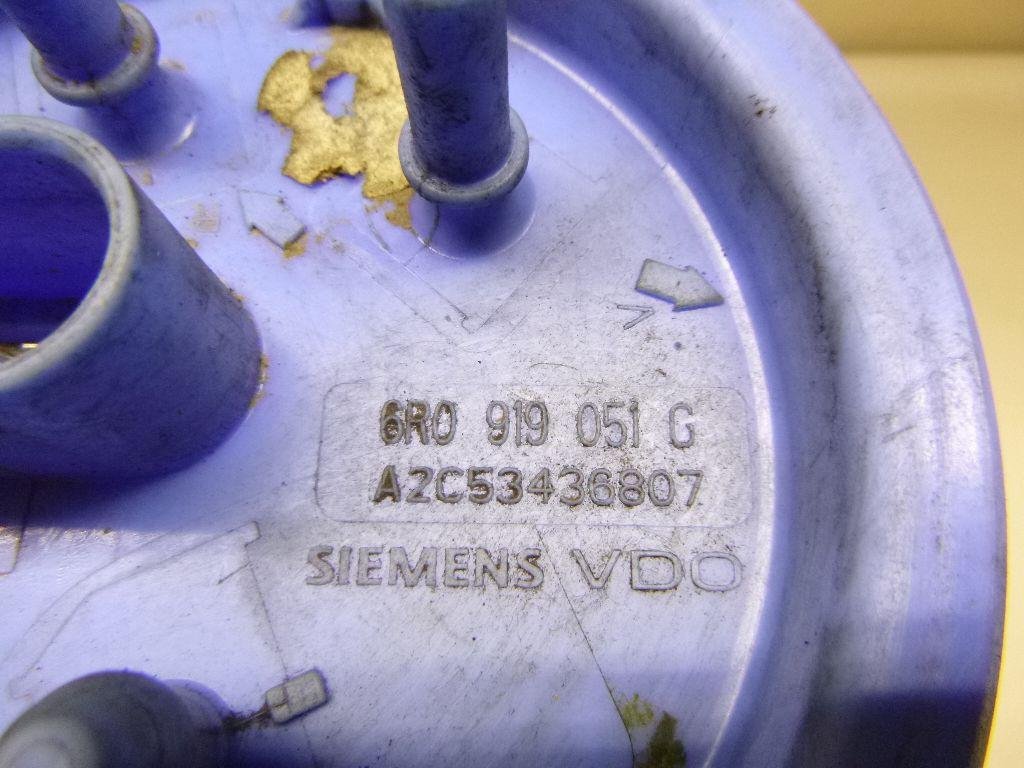 6R0 919 051 G
A2C53436807
SIEMENS VDO